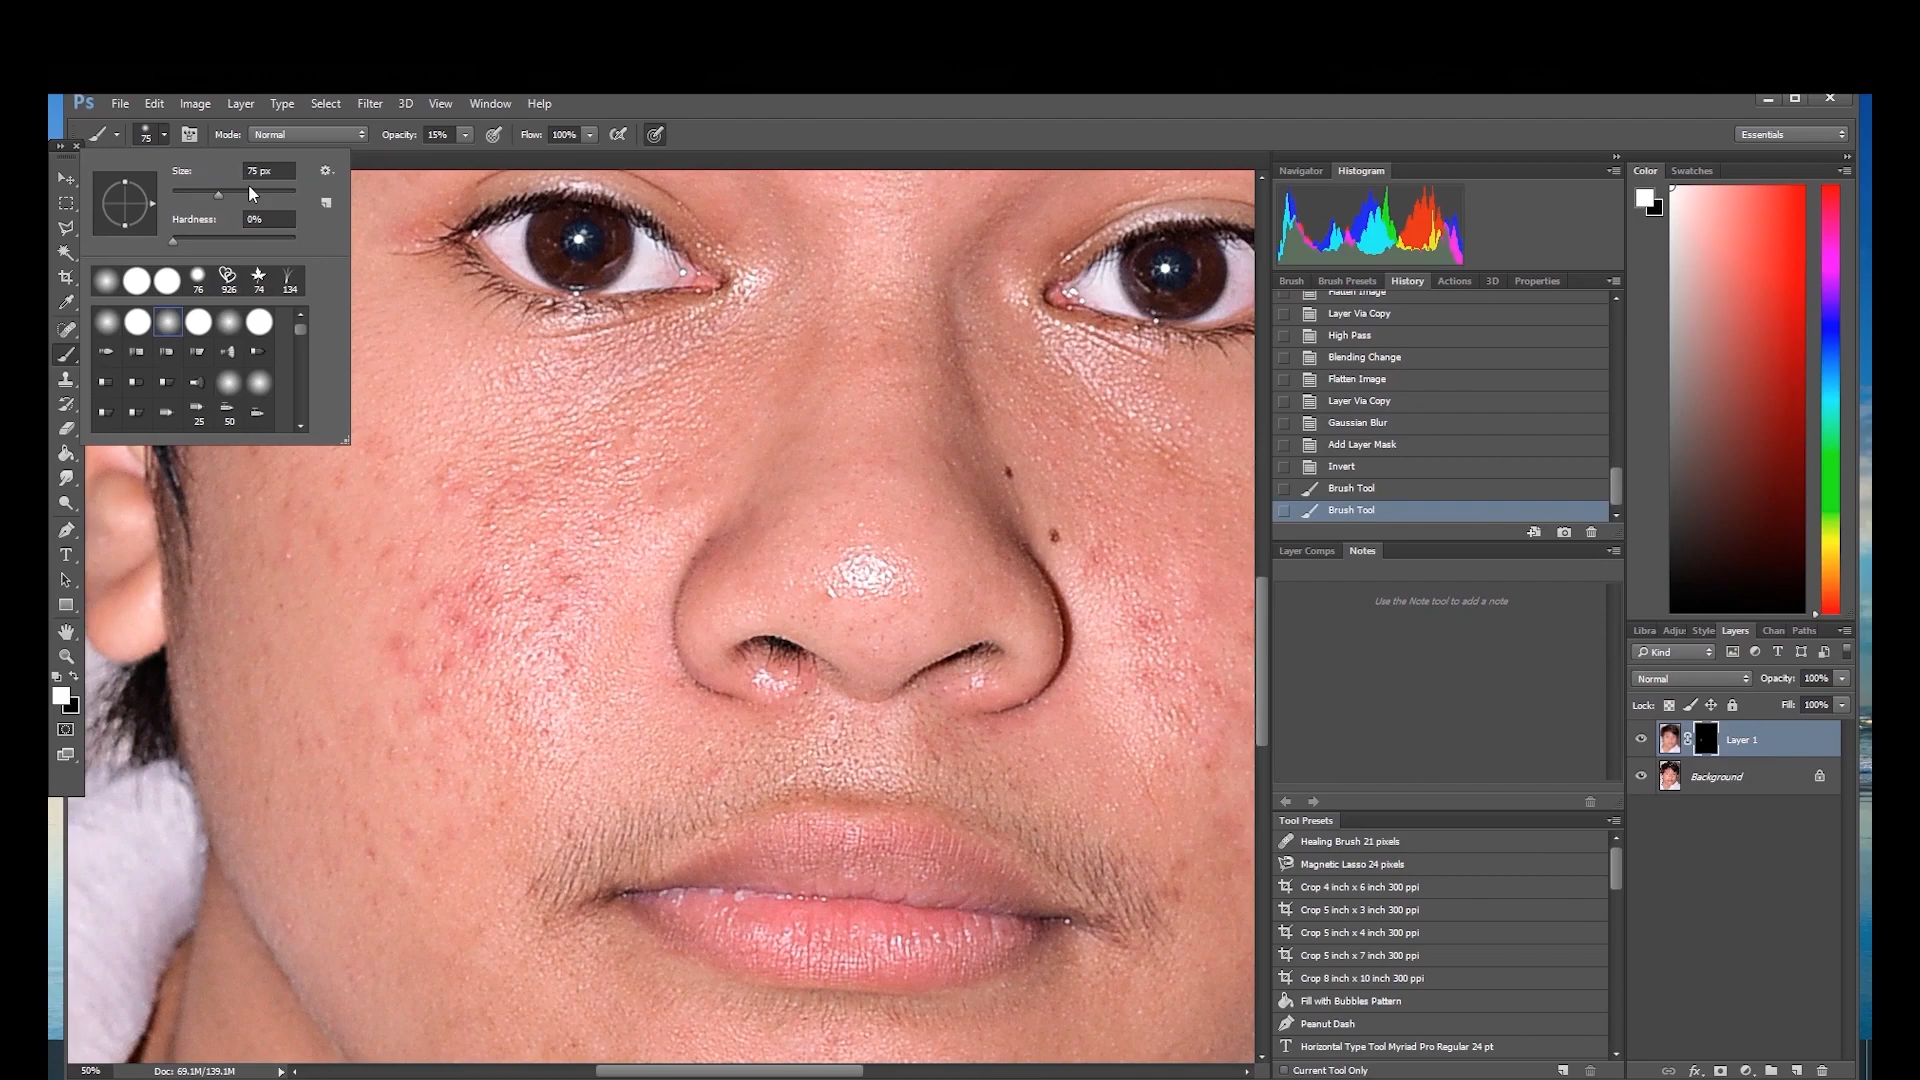 Ps File Edit Image Layer Type Select Filter 3D View Window Help
75 Mode: Normal Opacity: 15% Flow: 100% Essentials
Size: 75 px
Hardness: 0%
76 926 74 134
25 50
Navigator Histogram
Brush Brush Presets History Actions 3D Properties
Flatten Image
Layer Via Copy
High Pass
Blending Change
Flatten Image
Layer Via Copy
Gaussian Blur
Add Layer Mask
Invert
Brush Tool
Brush Tool
Layer Comps Notes
Use the Note tool to add a note
Tool Presets
Healing Brush 21 pixels
Magnetic Lasso 24 pixels
Crop 4 inch x 6 inch 300 ppi
Crop 5 inch x 3 inch 300 ppi
Crop 5 inch x 4 inch 300 ppi
Crop 5 inch x 7 inch 300 ppi
Crop 8 inch x 10 inch 300 ppi
Fill with Bubbles Pattern
Peanut Dash
Horizontal Type Tool Myriad Pro Regular 24 pt
Current Tool Only
Color Swatches
Libra Adju Style Layers Chan Paths
Kind
Normal Opacity: 100%
Lock: Fill: 100%
Layer 1
Background
fx
50% Doc: 69.1M/139.1M